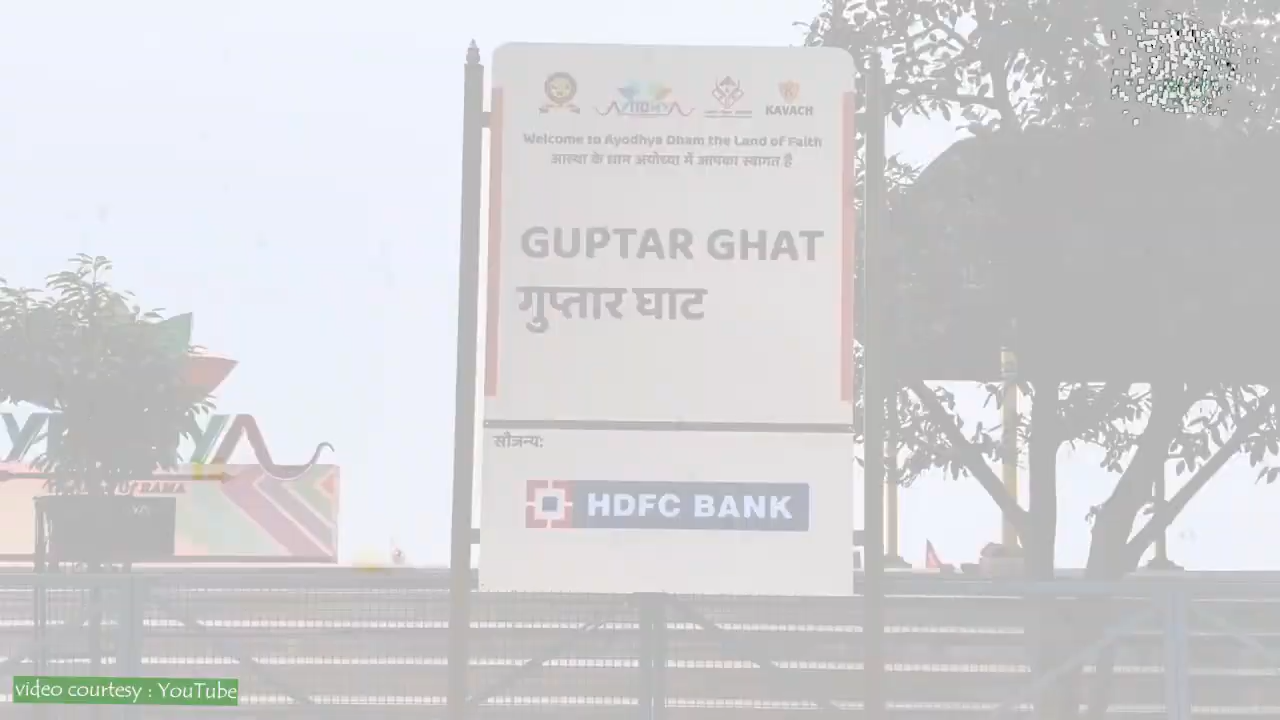 KAVACH
Welcome to Ayodhya Dham the Land of Faith
आस्था के धाम अयोध्या में आपका स्वागत है
GUPTAR GHAT
गुप्तार घाट
सौजन्य:
HDFC BANK
video courtesy : YouTube